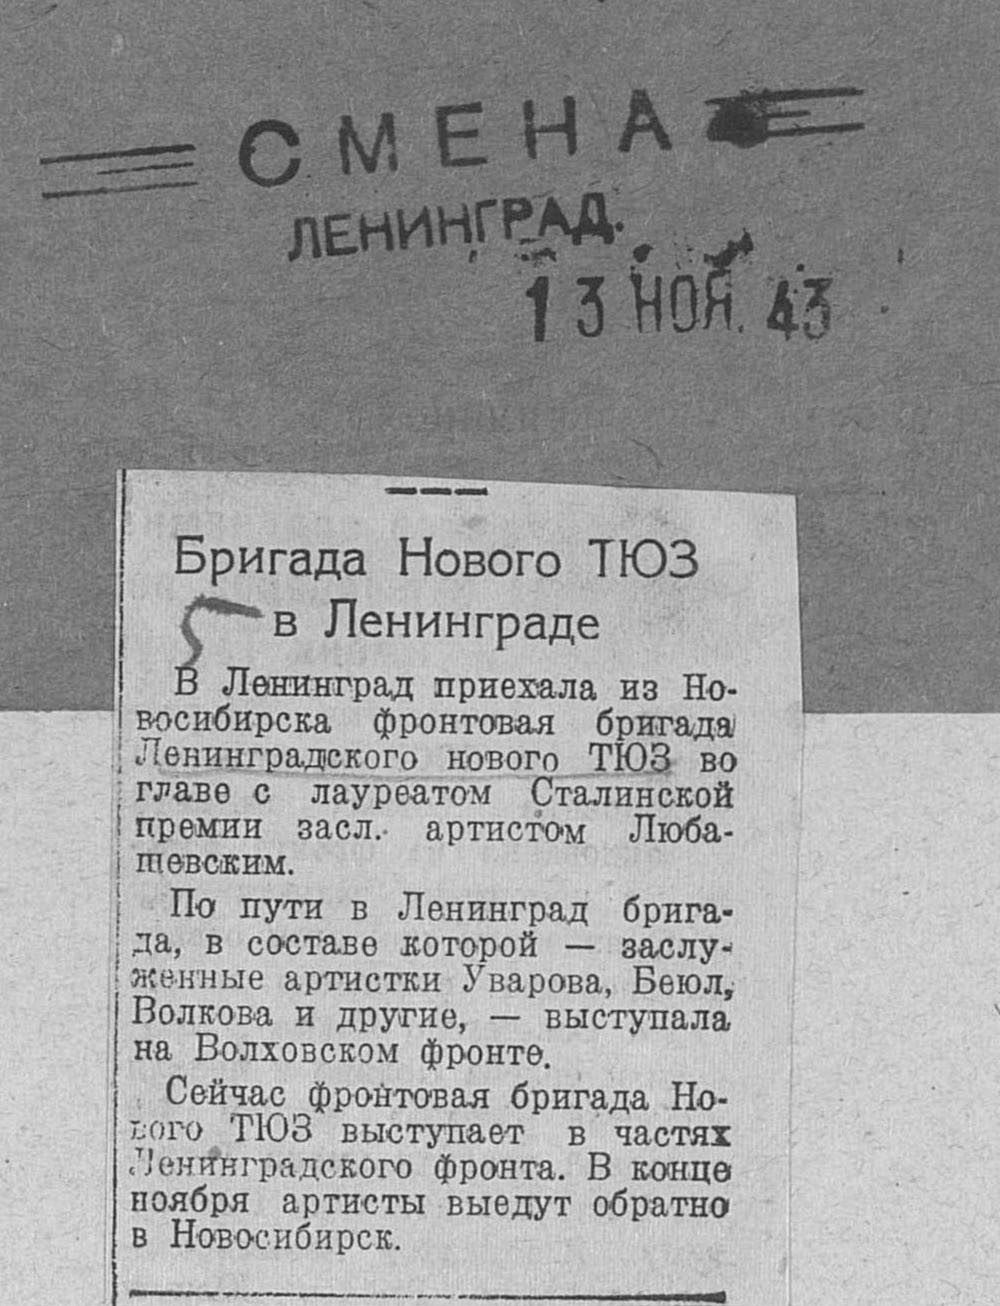 СМЕНА
ЛЕНИНГРАД.
13 НОЯ. 43
Бригада Нового ТЮЗ
в Ленинграде
В Ленинград приехала из Но-
восибирска фронтовая бригада
Ленинградского нового ТЮЗ во
главе с лауреатом Сталинской
премии засл. артистом Люба-
шевским.
По пути в Ленинград брига-
да, в составе которой — заслу-
женные артистки Уварова, Беюл,
Волкова и другие, — выступала
на Волховском фронте.
Сейчас фронтовая бригада Но-
вого ТЮЗ выступает в частях
Ленинградского фронта. В конце
ноября артисты выедут обратно
в Новосибирск.